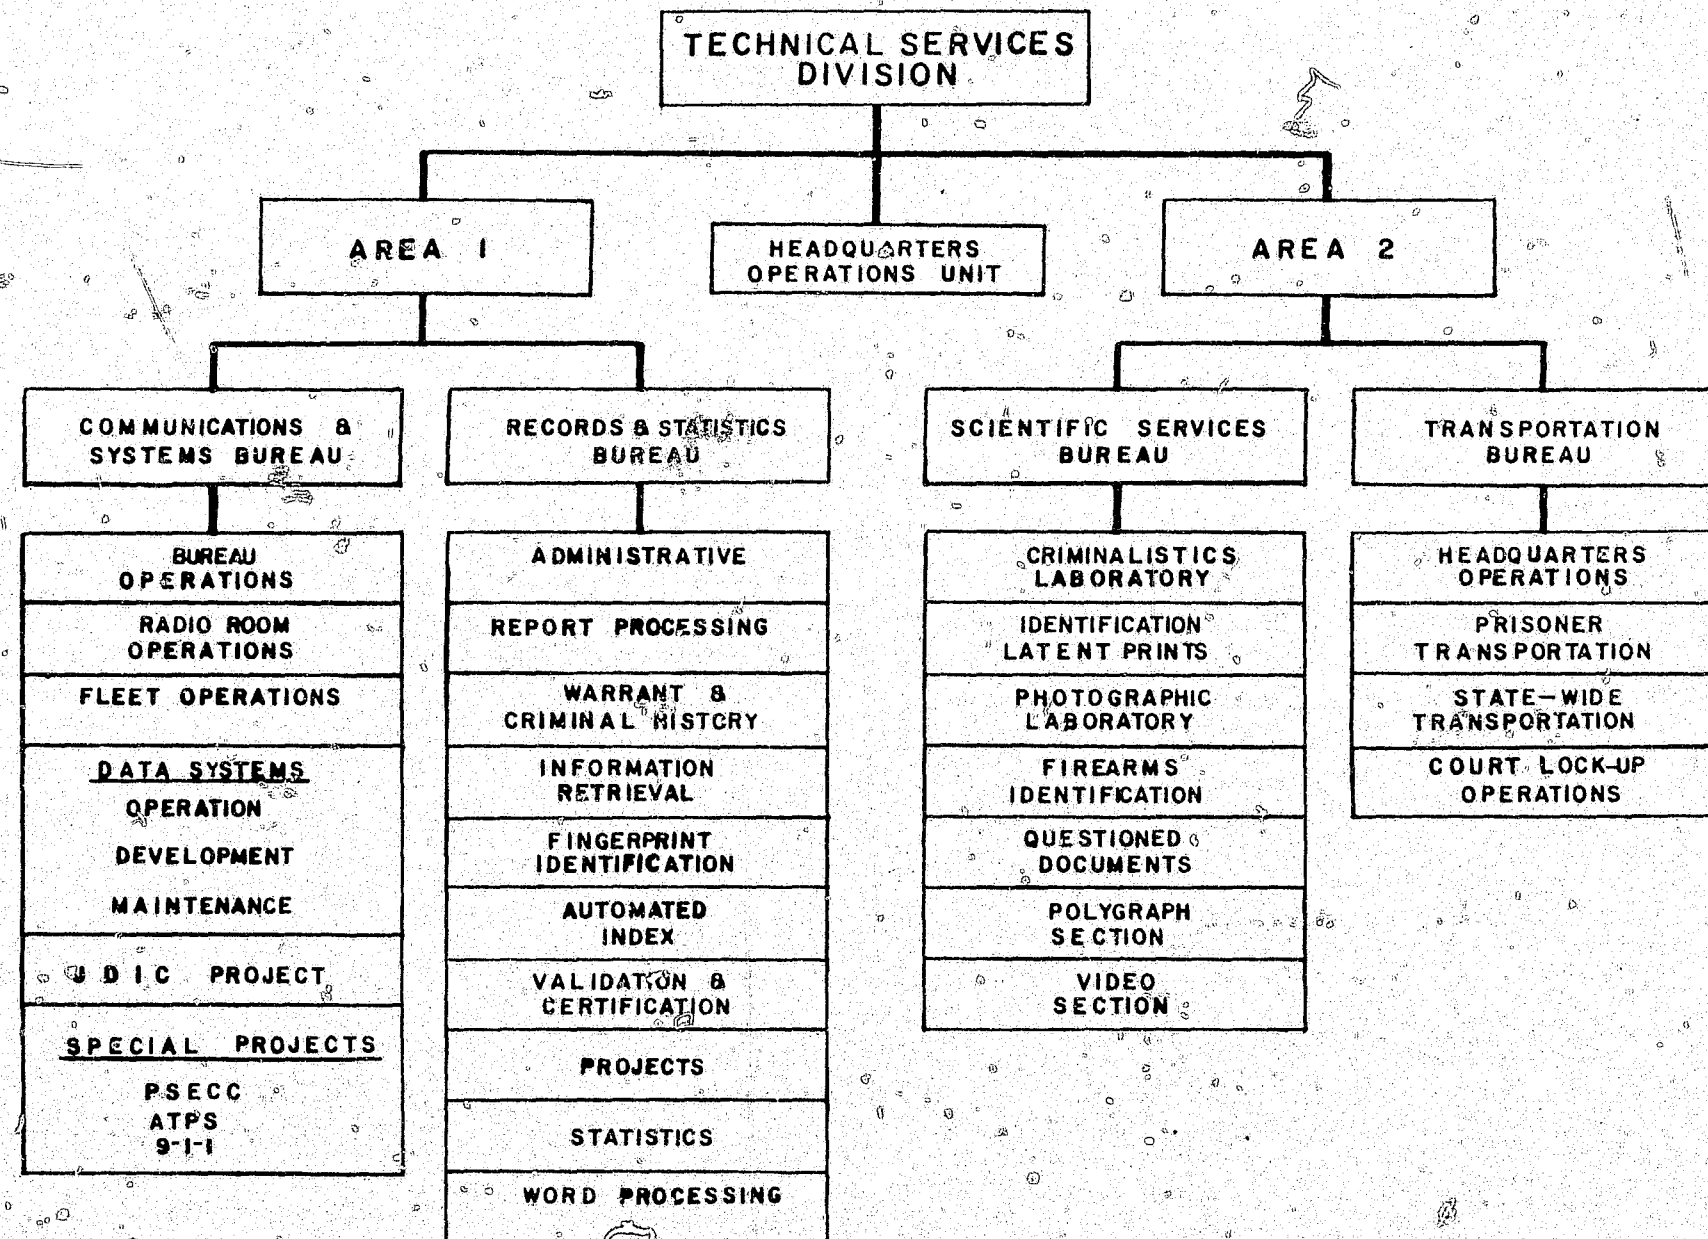 TECHNICAL SERVICES
DIVISION
AREA 1
HEADQUARTERS
OPERATIONS UNIT
AREA 2
COMMUNICATIONS &
SYSTEMS BUREAU
RECORDS & STATISTICS
BUREAU
SCIENTIFIC SERVICES
BUREAU
TRANSPORTATION
BUREAU
BUREAU
OPERATIONS
RADIO ROOM
OPERATIONS
FLEET OPERATIONS
DATA SYSTEMS
OPERATION
DEVELOPMENT
MAINTENANCE
UDIC PROJECT
SPECIAL PROJECTS
PSECC
ATPS
9-1-1
ADMINISTRATIVE
REPORT PROCESSING
WARRANT &
CRIMINAL HISTORY
INFORMATION
RETRIEVAL
FINGERPRINT
IDENTIFICATION
AUTOMATED
INDEX
VALIDATION &
CERTIFICATION
PROJECTS
STATISTICS
WORD PROCESSING
CRIMINALISTICS
LABORATORY
IDENTIFICATION
LATENT PRINTS
PHOTOGRAPHIC
LABORATORY
FIREARMS
IDENTIFICATION
QUESTIONED
DOCUMENTS
POLYGRAPH
SECTION
VIDEO
SECTION
HEADQUARTERS
OPERATIONS
PRISONER
TRANSPORTATION
STATE-WIDE
TRANSPORTATION
COURT LOCK-UP
OPERATIONS